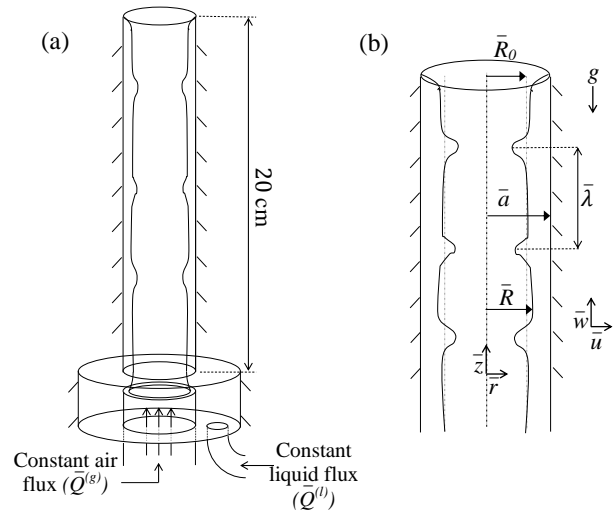 (a)
20 cm
Constant air
flux (Q̄⁽ᵍ⁾)
Constant
liquid flux
(Q̄⁽ˡ⁾)
(b)
R̄₀
g
ā
λ̄
R̄
w̄
ū
z̄
r̄